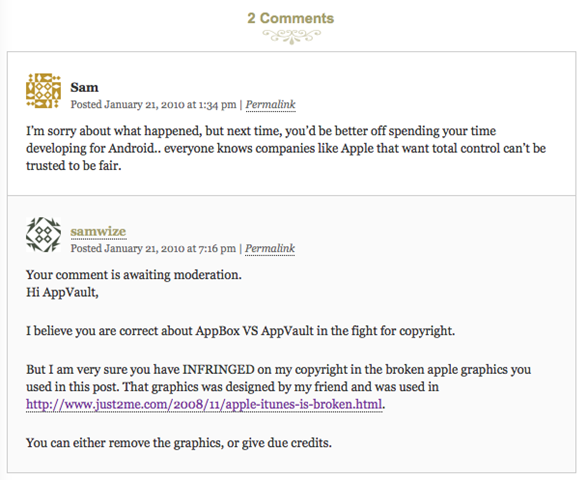 2 Comments
Sam
Posted January 21, 2010 at 1:34 pm | Permalink
I'm sorry about what happened, but next time, you'd be better off spending your time
developing for Android.. everyone knows companies like Apple that want total control can't be
trusted to be fair.
samwize
Posted January 21, 2010 at 7:16 pm | Permalink
Your comment is awaiting moderation.
Hi AppVault,
I believe you are correct about AppBox VS AppVault in the fight for copyright.
But I am very sure you have INFRINGED on my copyright in the broken apple graphics you
used in this post. That graphics was designed by my friend and was used in
http://www.just2me.com/2008/11/apple-itunes-is-broken.html.
You can either remove the graphics, or give due credits.